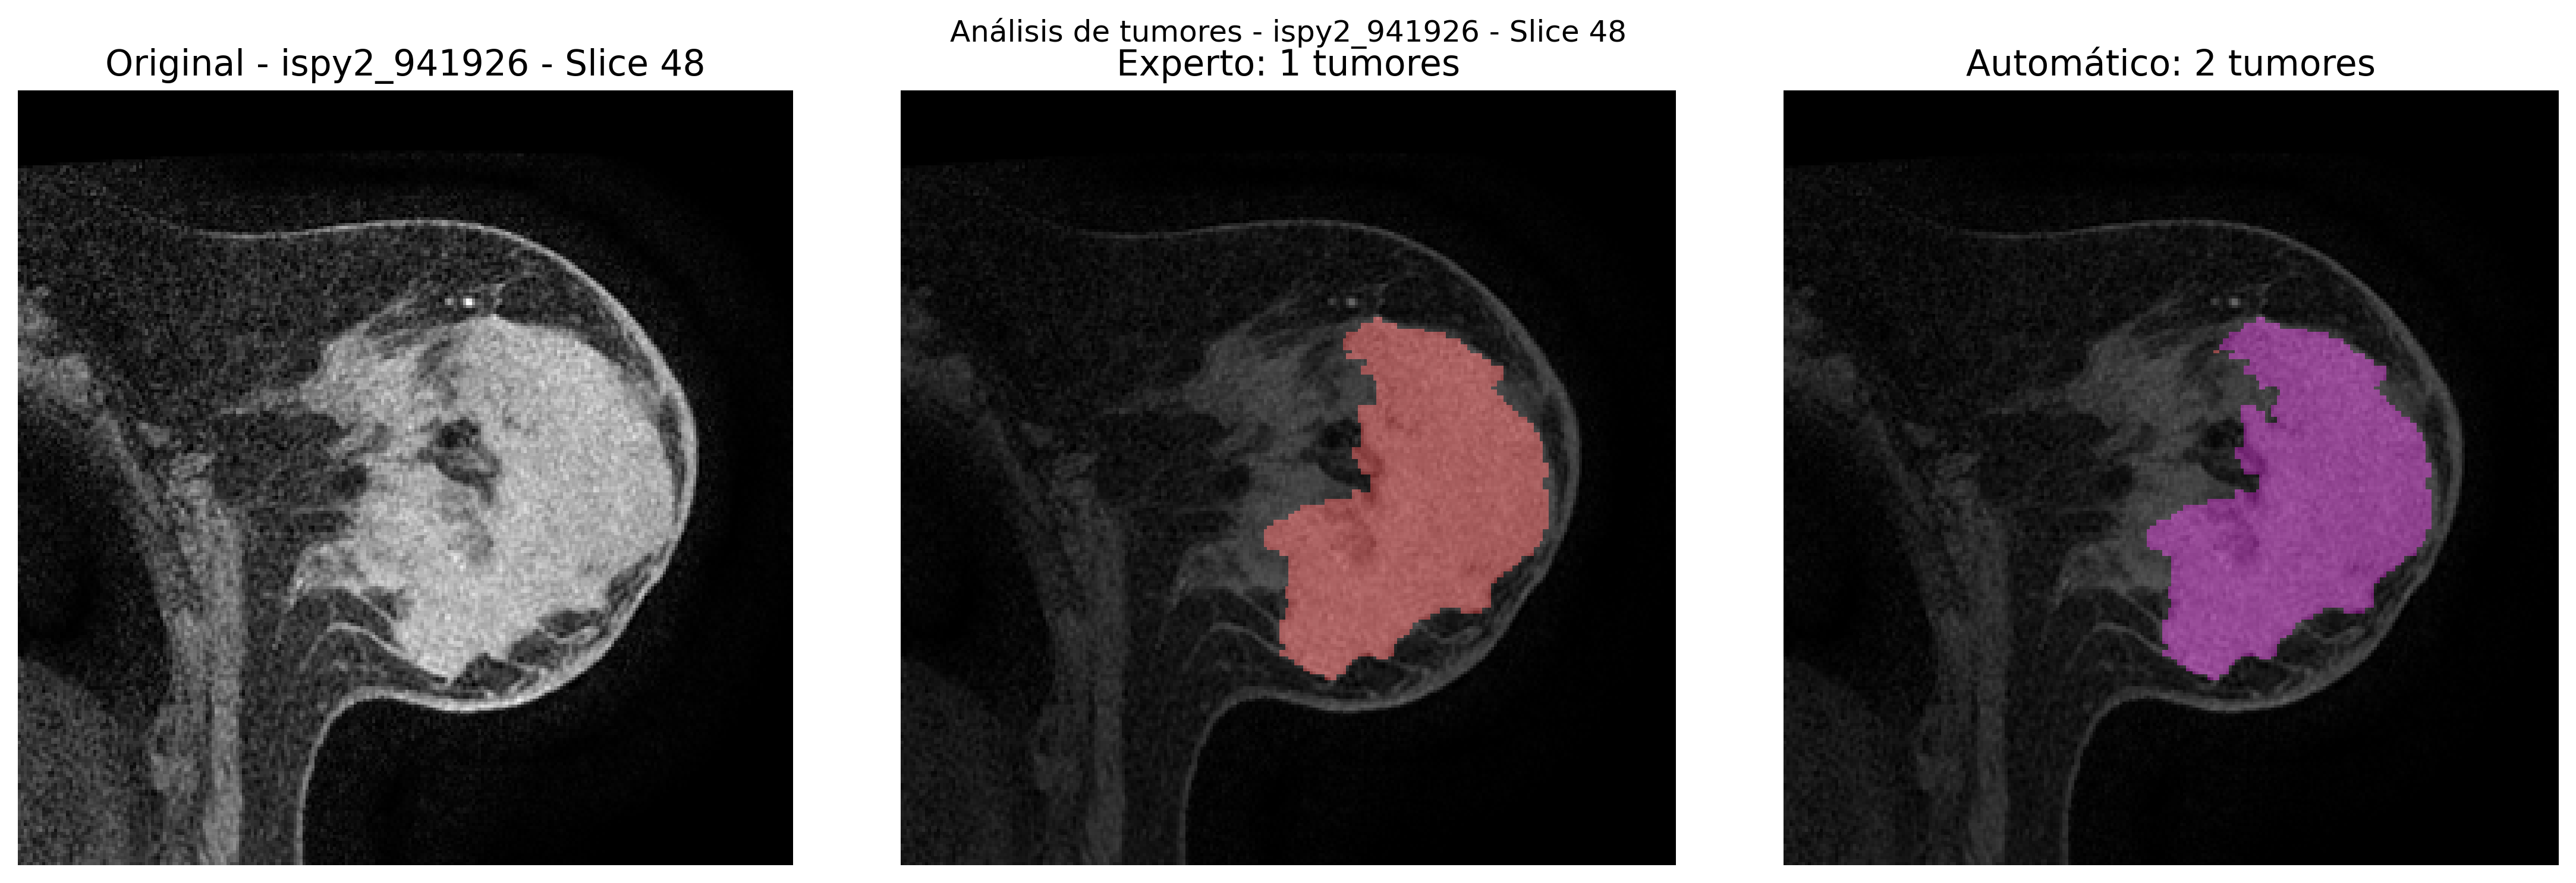 Análisis de tumores - ispy2_941926 - Slice 48
Original - ispy2_941926 - Slice 48
Experto: 1 tumores
Automático: 2 tumores